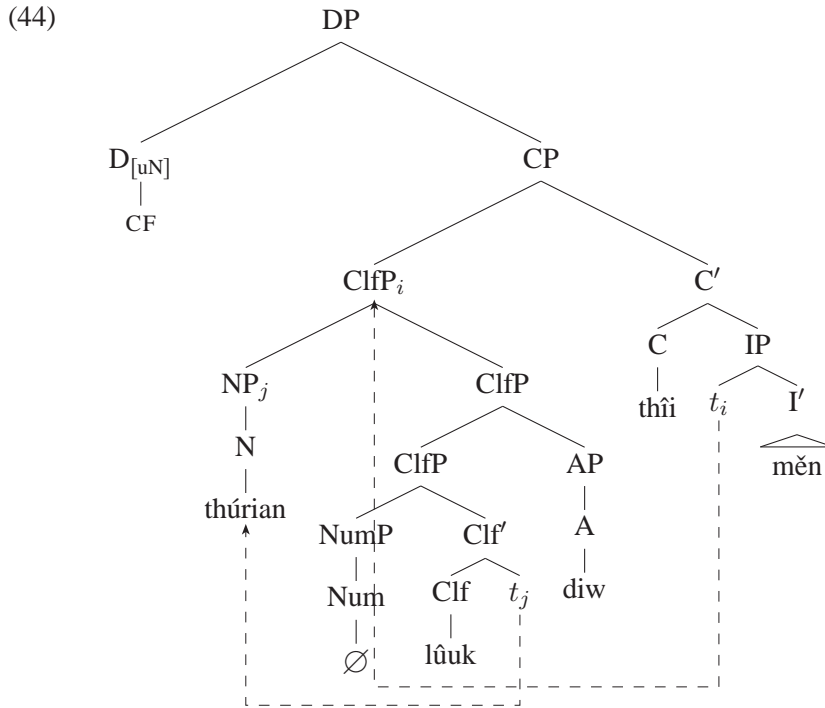 (44)
DP
D[uN] CP
CF
ClfPi C′
C IP
NPj ClfP
thîi ti I′
N
ClfP AP
měn
thúrian
NumP Clf′ A
Num Clf tj diw
∅ lûuk